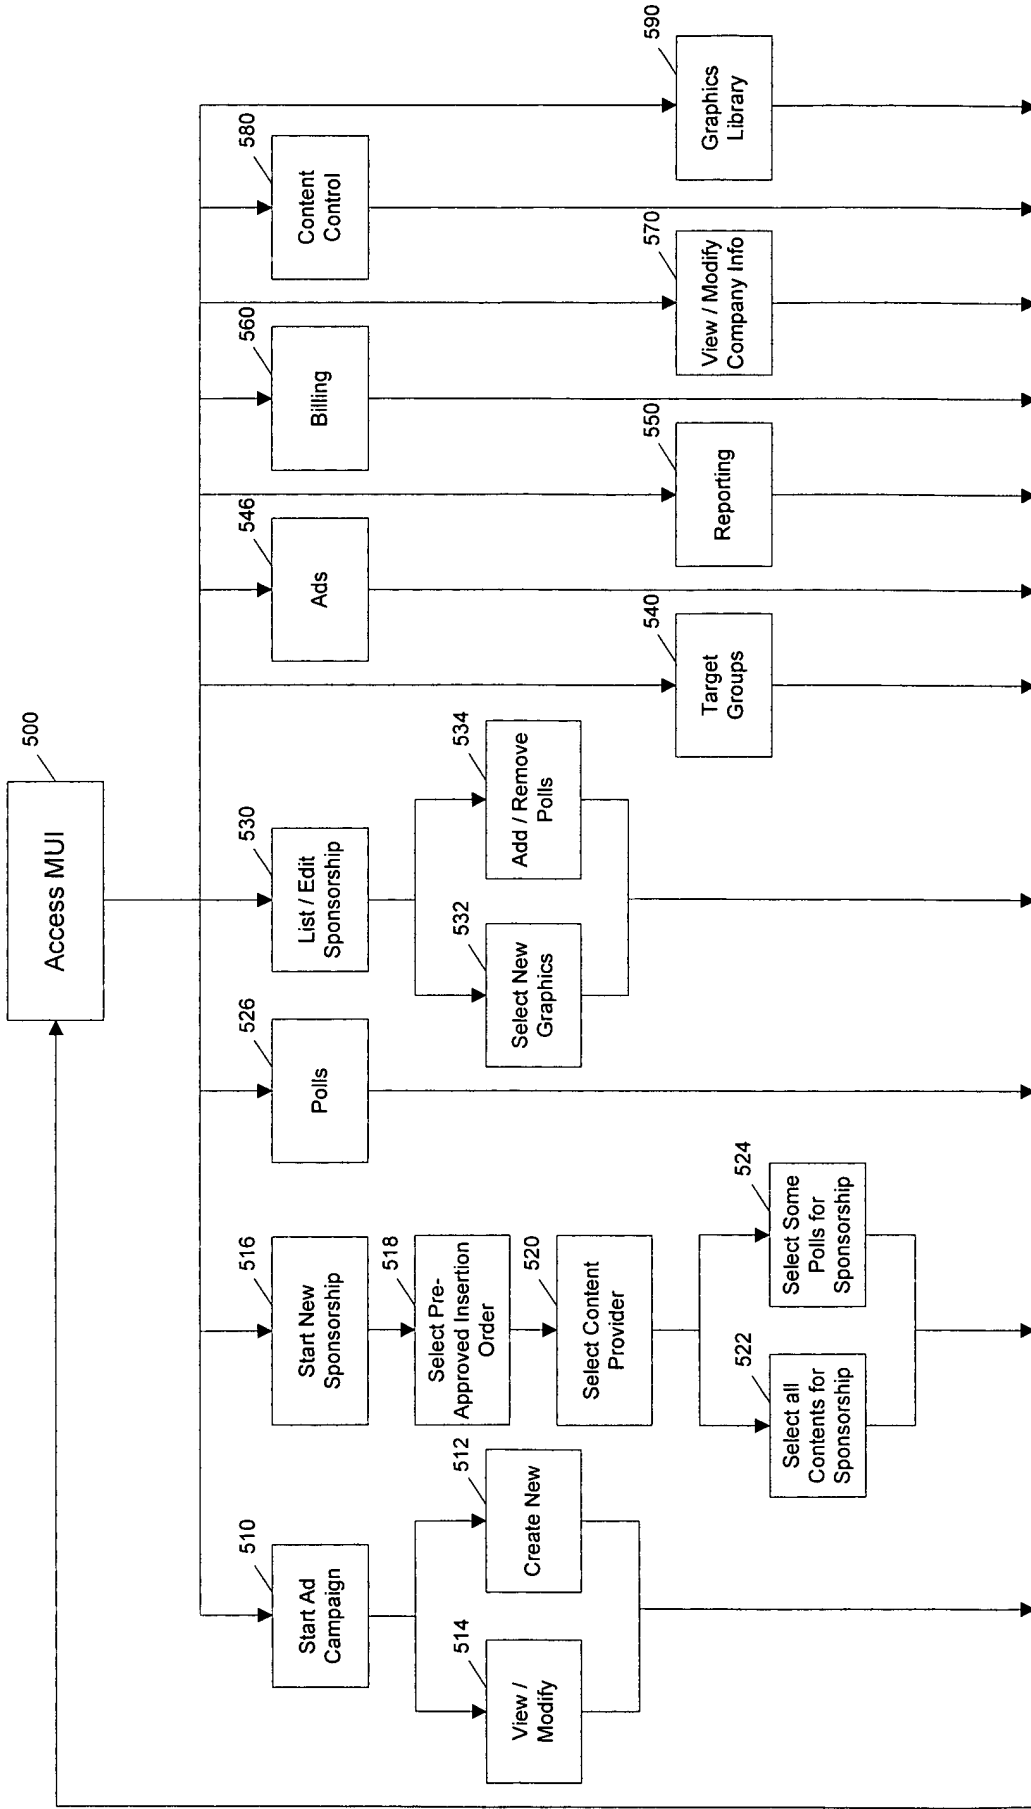 500
Access MUI
510
Start Ad
Campaign
514
View /
Modify
512
Create New
516
Start New
Sponsorship
518
Select Pre-
Approved Insertion
Order
520
Select Content
Provider
522
Select all
Contents for
Sponsorship
524
Select Some
Polls for
Sponsorship
526
Polls
530
List / Edit
Sponsorship
532
Select New
Graphics
534
Add / Remove
Polls
540
Target
Groups
546
Ads
550
Reporting
560
Billing
570
View / Modify
Company Info
580
Content
Control
590
Graphics
Library